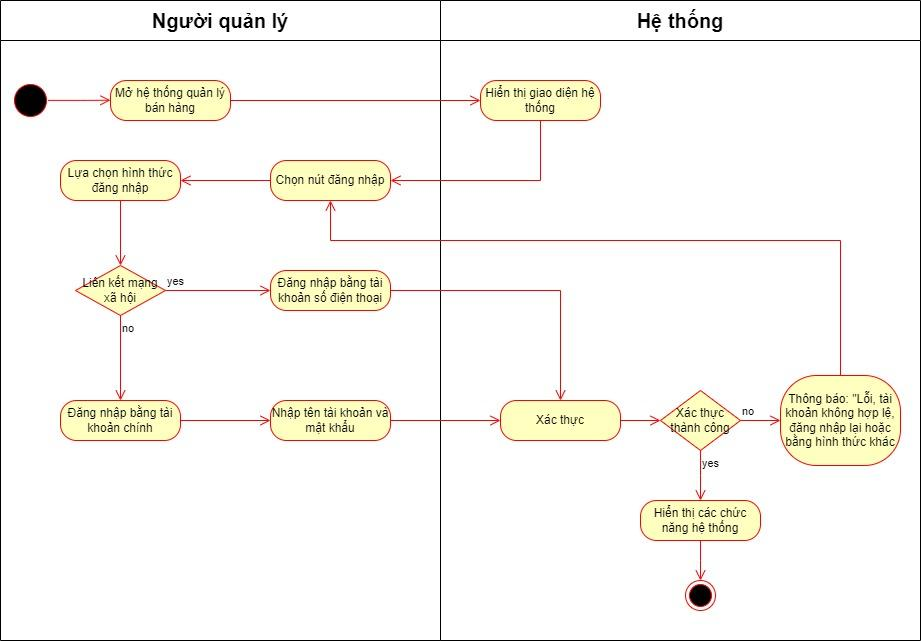 Người quản lý
Hệ thống
Mở hệ thống quản lý
bán hàng
Hiển thị giao diện hệ
thống
Lựa chọn hình thức
đăng nhập
Chọn nút đăng nhập
Liên kết mạng
xã hội
yes
Đăng nhập bằng tài
khoản số điện thoại
no
Đăng nhập bằng tài
khoản chính
Nhập tên tài khoản và
mật khẩu
Xác thực
Xác thực
thành công
no
Thông báo: "Lỗi, tài
khoản không hợp lệ,
đăng nhập lại hoặc
bằng hình thức khác
yes
Hiển thị các chức
năng hệ thống